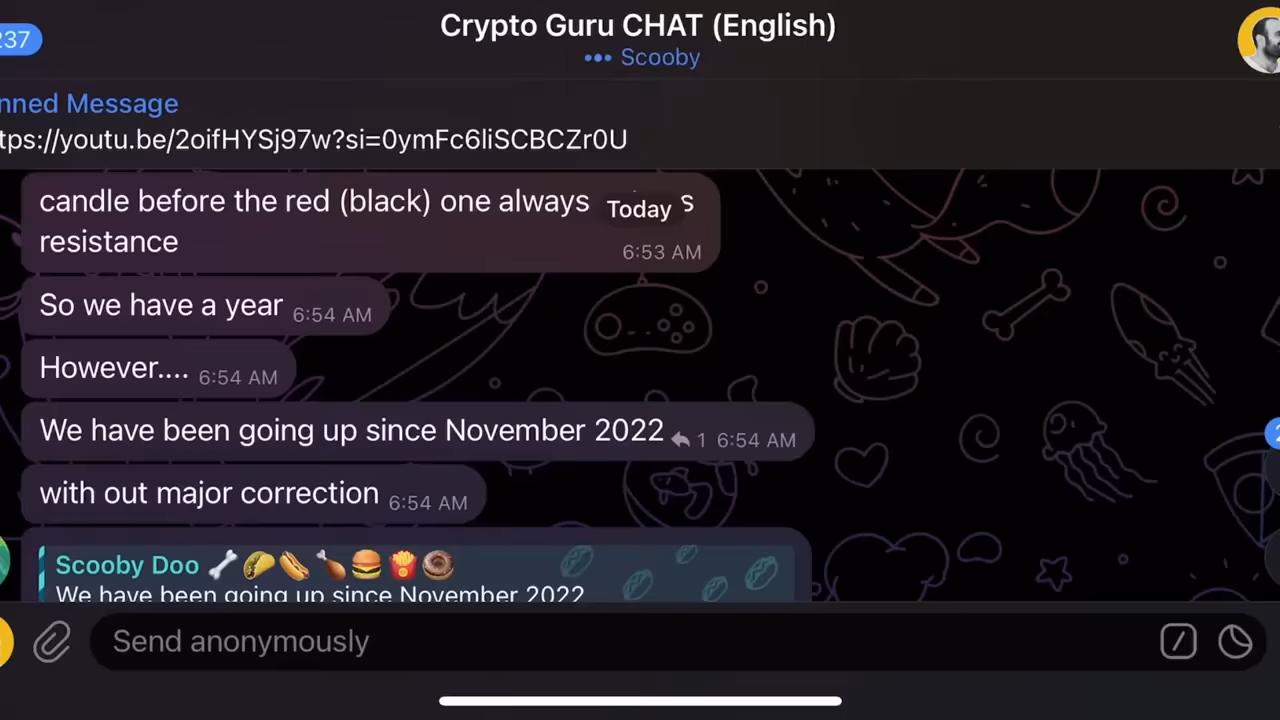 237
Crypto Guru CHAT (English)
Scooby
nned Message
tps://youtu.be/2oifHYSj97w?si=0ymFc6liSCBCZr0U
candle before the red (black) one always
Today
resistance
6:53 AM
So we have a year 6:54 AM
However.... 6:54 AM
We have been going up since November 2022 1 6:54 AM
with out major correction 6:54 AM
Scooby Doo 🦴🌮🌭🍗🍔🍟🍩
We have been going up since November 2022
Send anonymously